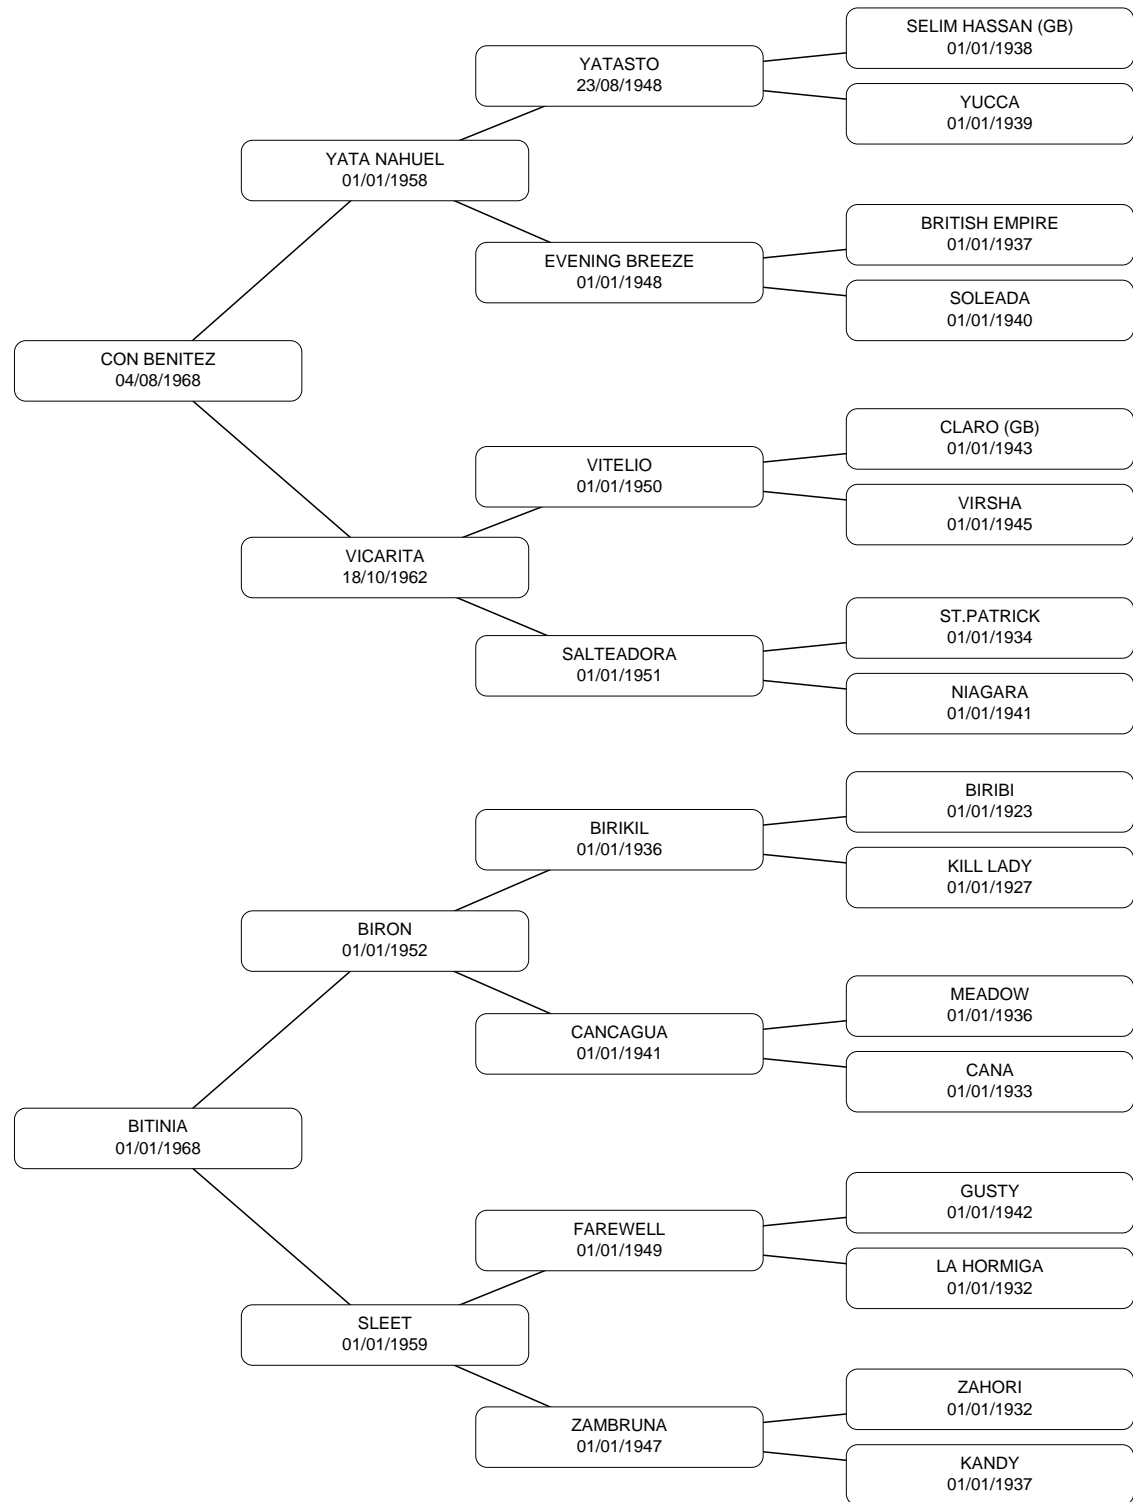 SELIM HASSAN (GB)
01/01/1938
YATASTO
23/08/1948
YUCCA
01/01/1939
YATA NAHUEL
01/01/1958
BRITISH EMPIRE
01/01/1937
EVENING BREEZE
01/01/1948
SOLEADA
01/01/1940
CON BENITEZ
04/08/1968
CLARO (GB)
01/01/1943
VITELIO
01/01/1950
VIRSHA
01/01/1945
VICARITA
18/10/1962
ST.PATRICK
01/01/1934
SALTEADORA
01/01/1951
NIAGARA
01/01/1941
BIRIBI
01/01/1923
BIRIKIL
01/01/1936
KILL LADY
01/01/1927
BIRON
01/01/1952
MEADOW
01/01/1936
CANCAGUA
01/01/1941
CANA
01/01/1933
BITINIA
01/01/1968
GUSTY
01/01/1942
FAREWELL
01/01/1949
LA HORMIGA
01/01/1932
SLEET
01/01/1959
ZAHORI
01/01/1932
ZAMBRUNA
01/01/1947
KANDY
01/01/1937